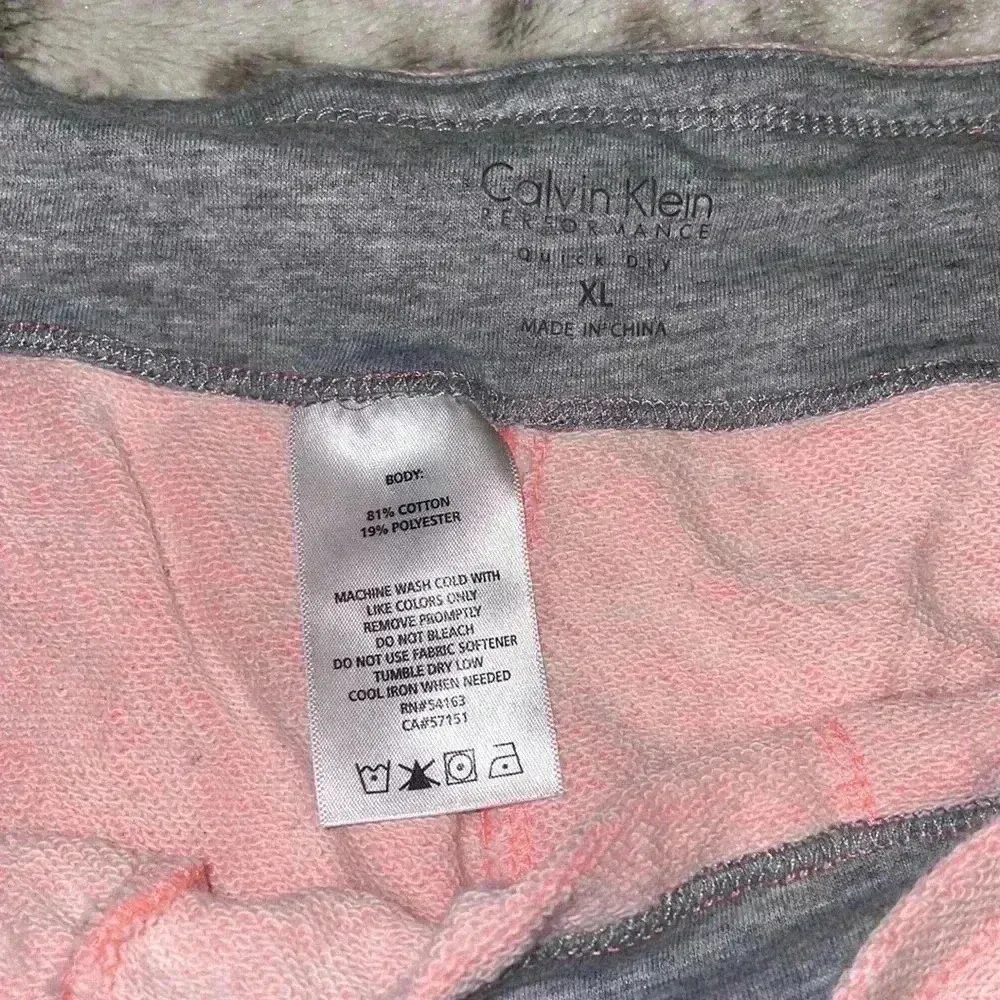 Calvin Klein
PERFORMANCE
Quick Dry
XL
MADE IN CHINA
BODY:
81% COTTON
19% POLYESTER
MACHINE WASH COLD WITH
LIKE COLORS ONLY
REMOVE PROMPTLY
DO NOT BLEACH
DO NOT USE FABRIC SOFTENER
TUMBLE DRY LOW
COOL IRON WHEN NEEDED
RN#54163
CA#57151